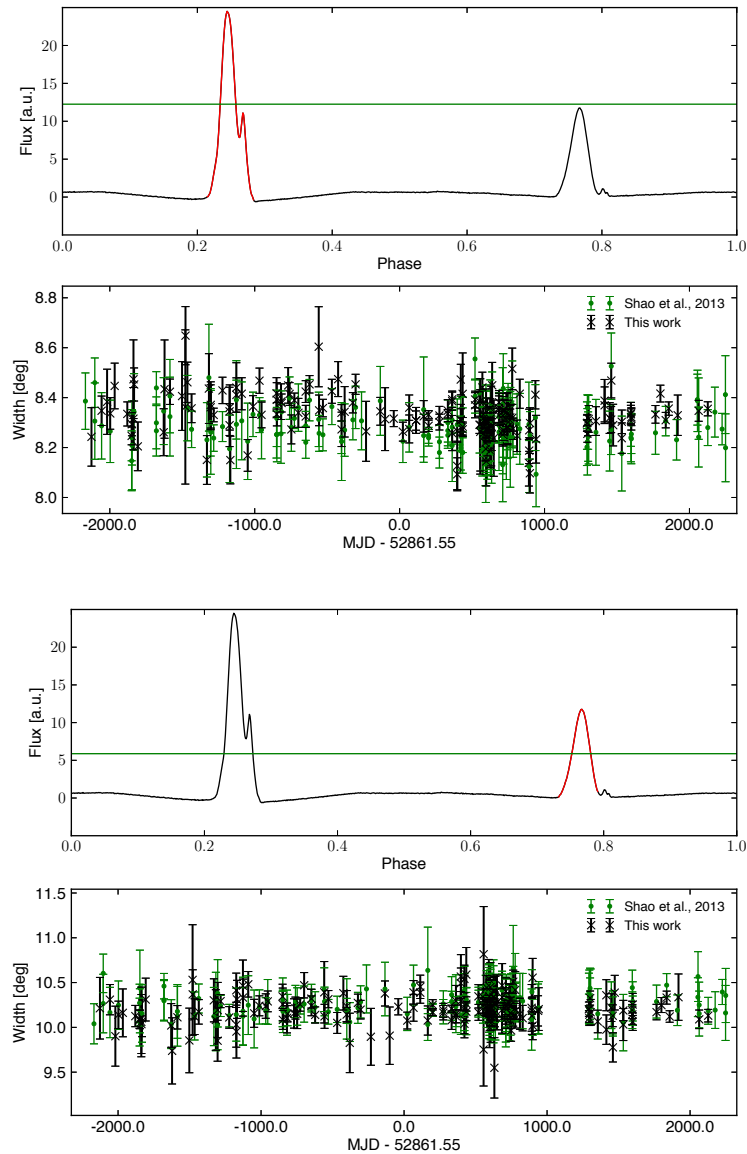 25
20
15
10
5
0
Flux [a.u.]
0.0 0.2 0.4 0.6 0.8 1.0
Phase
8.8
8.6
8.4
8.2
8.0
Width [deg]
Shao et al., 2013
This work
-2000.0 -1000.0 0.0 1000.0 2000.0
MJD - 52861.55
20
15
10
5
0
Flux [a.u.]
0.0 0.2 0.4 0.6 0.8 1.0
Phase
11.5
11.0
10.5
10.0
9.5
Width [deg]
Shao et al., 2013
This work
-2000.0 -1000.0 0.0 1000.0 2000.0
MJD - 52861.55